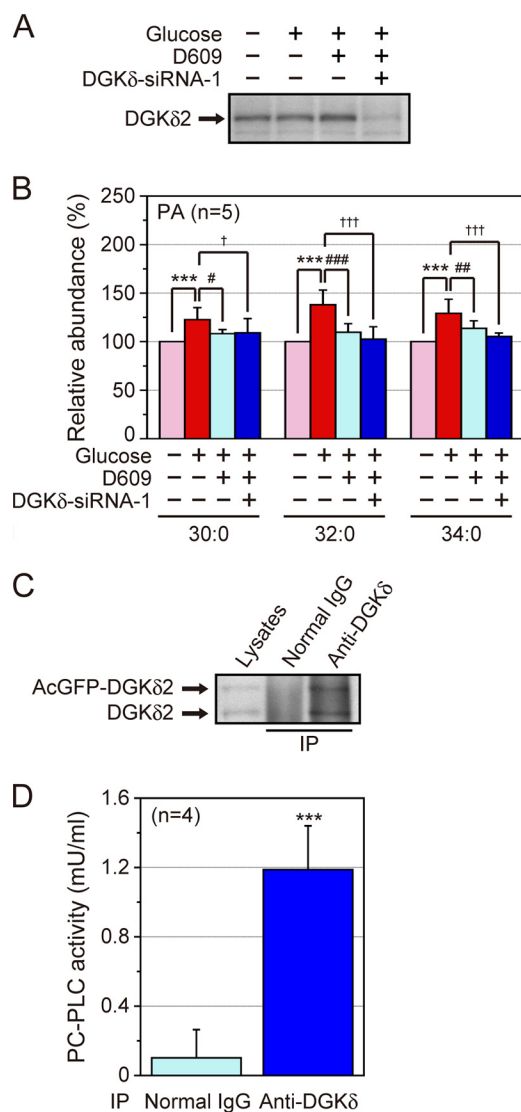 A
Glucose − + + +
D609 − − + +
DGKδ-siRNA-1 − − − +
DGKδ2
B
Relative abundance (%)
250
200
150
100
50
0
PA (n=5)
*** # †
*** ### †††
*** ## †††
Glucose − + + + − + + + − + + +
D609 − − + + − − + + − − + +
DGKδ-siRNA-1 − − − + − − − + − − − +
30:0 32:0 34:0
C
Lysates
Normal IgG
Anti-DGKδ
AcGFP-DGKδ2
DGKδ2
IP
D
PC-PLC activity (mU/ml)
1.6
1.2
0.8
0.4
0
(n=4)
***
IP Normal IgG Anti-DGKδ